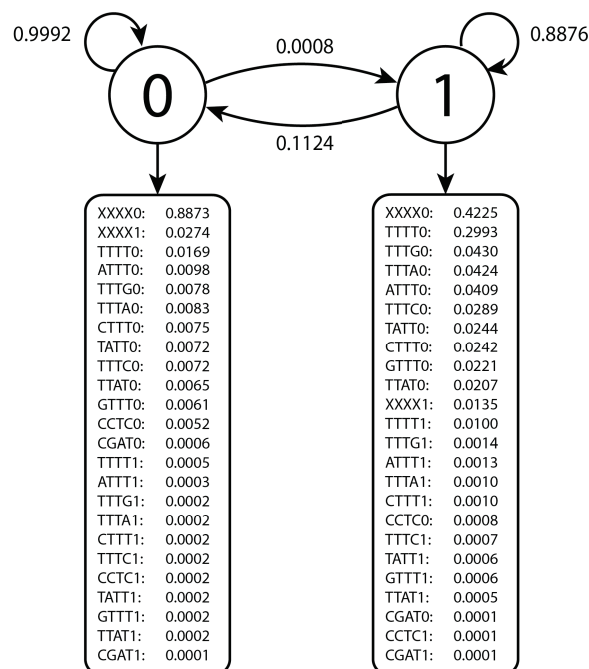 0.9992
0.0008
0.8876
0
1
0.1124
XXXX0: 0.8873
XXXX1: 0.0274
TTTT0: 0.0169
ATTT0: 0.0098
TTTG0: 0.0078
TTTA0: 0.0083
CTTT0: 0.0075
TATT0: 0.0072
TTTC0: 0.0072
TTAT0: 0.0065
GTTT0: 0.0061
CCTC0: 0.0052
CGAT0: 0.0006
TTTT1: 0.0005
ATTT1: 0.0003
TTTG1: 0.0002
TTTA1: 0.0002
CTTT1: 0.0002
TTTC1: 0.0002
CCTC1: 0.0002
TATT1: 0.0002
GTTT1: 0.0002
TTAT1: 0.0002
CGAT1: 0.0001
XXXX0: 0.4225
TTTT0: 0.2993
TTTG0: 0.0430
TTTA0: 0.0424
ATTT0: 0.0409
TTTC0: 0.0289
TATT0: 0.0244
CTTT0: 0.0242
GTTT0: 0.0221
TTAT0: 0.0207
XXXX1: 0.0135
TTTT1: 0.0100
TTTG1: 0.0014
ATTT1: 0.0013
TTTA1: 0.0010
CTTT1: 0.0010
CCTC0: 0.0008
TTTC1: 0.0007
TATT1: 0.0006
GTTT1: 0.0006
TTAT1: 0.0005
CGAT0: 0.0001
CCTC1: 0.0001
CGAT1: 0.0001